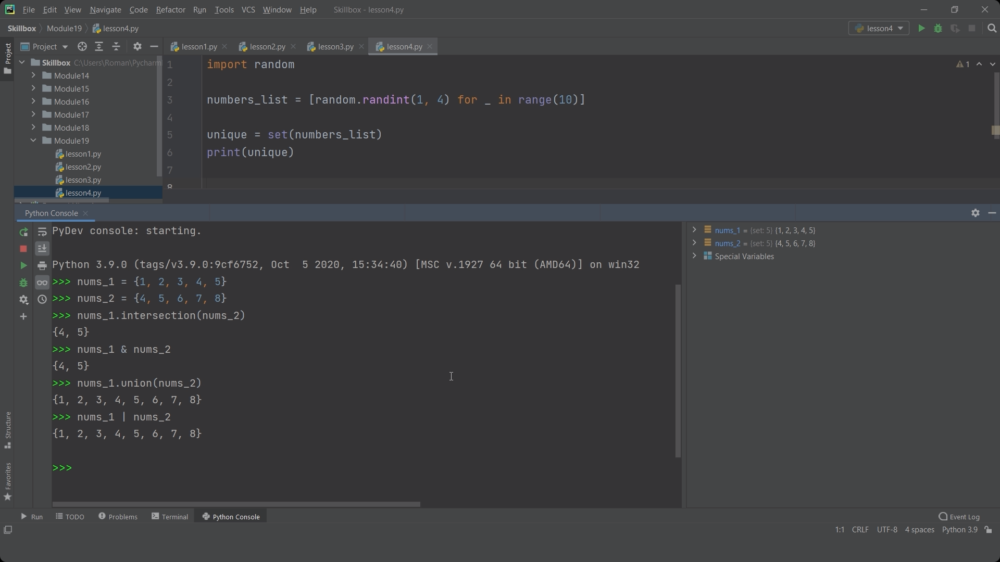 File Edit View Navigate Code Refactor Run Tools VCS Window Help Skillbox - lesson4.py
Skillbox Module19 lesson4.py lesson4
Project
Project
lesson1.py lesson2.py lesson3.py lesson4.py
Skillbox C:\Users\Roman\Pycharm
Module14
Module15
Module16
Module17
Module18
Module19
lesson1.py
lesson2.py
lesson3.py
lesson4.py
1 import random
1
2
3 numbers_list = [random.randint(1, 4) for _ in range(10)]
4
5 unique = set(numbers_list)
6 print(unique)
7
8
Python Console
PyDev console: starting.
Python 3.9.0 (tags/v3.9.0:9cf6752, Oct  5 2020, 15:34:40) [MSC v.1927 64 bit (AMD64)] on win32
>>> nums_1 = {1, 2, 3, 4, 5}
>>> nums_2 = {4, 5, 6, 7, 8}
>>> nums_1.intersection(nums_2)
{4, 5}
>>> nums_1 & nums_2
{4, 5}
>>> nums_1.union(nums_2)
{1, 2, 3, 4, 5, 6, 7, 8}
>>> nums_1 | nums_2
{1, 2, 3, 4, 5, 6, 7, 8}
>>>
nums_1 = {set: 5} {1, 2, 3, 4, 5}
nums_2 = {set: 5} {4, 5, 6, 7, 8}
Special Variables
Structure
Favorites
Run TODO Problems Terminal Python Console Event Log
1:1 CRLF UTF-8 4 spaces Python 3.9